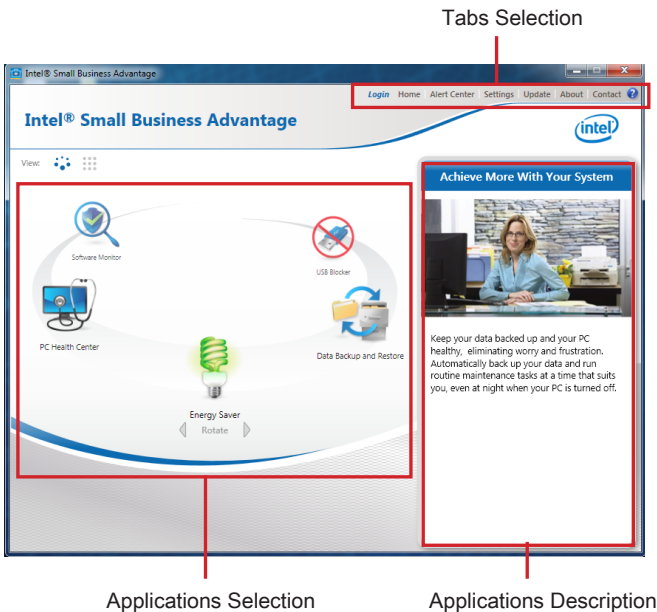 Tabs Selection
Intel® Small Business Advantage
Login Home Alert Center Settings Update About Contact ?
Intel® Small Business Advantage
intel
View:
Achieve More With Your System
Software Monitor
USB Blocker
PC Health Center
Data Backup and Restore
Energy Saver
Rotate
Keep your data backed up and your PC
healthy, eliminating worry and frustration.
Automatically back up your data and run
routine maintenance tasks at a time that suits
you, even at night when your PC is turned off.
Applications Selection
Applications Description